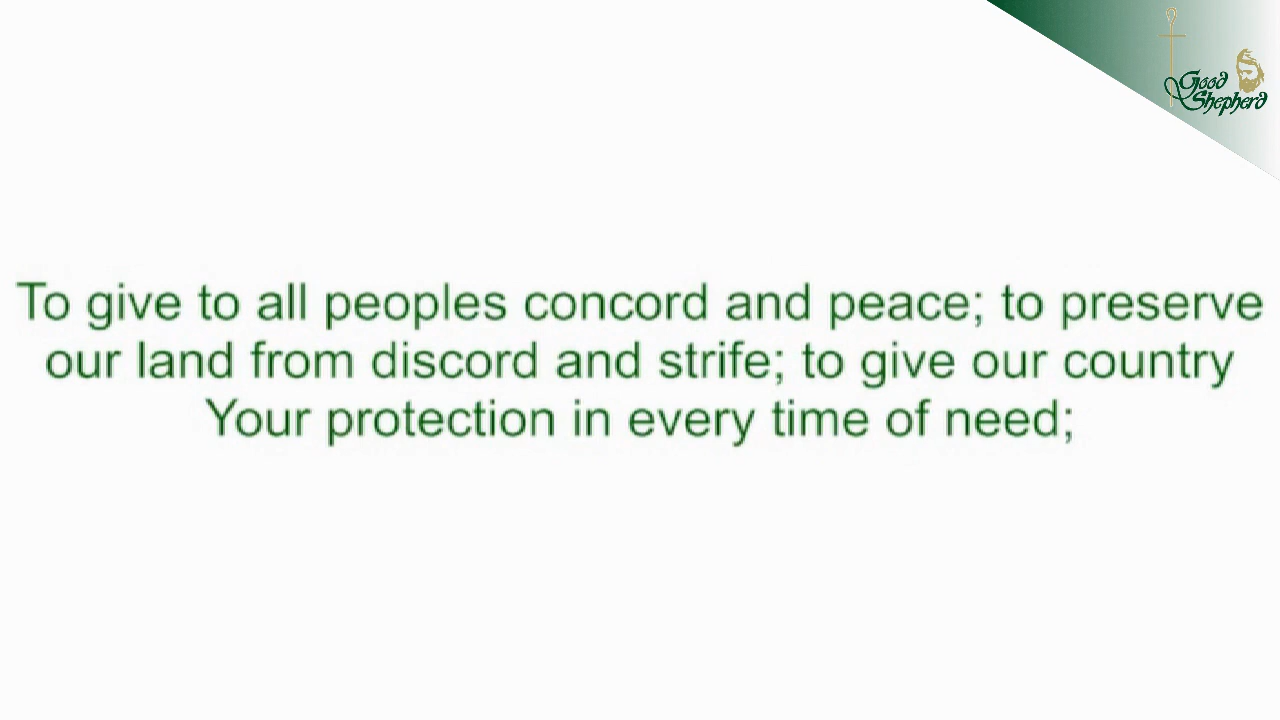 Good
Shepherd
To give to all peoples concord and peace; to preserve
our land from discord and strife; to give our country
Your protection in every time of need;